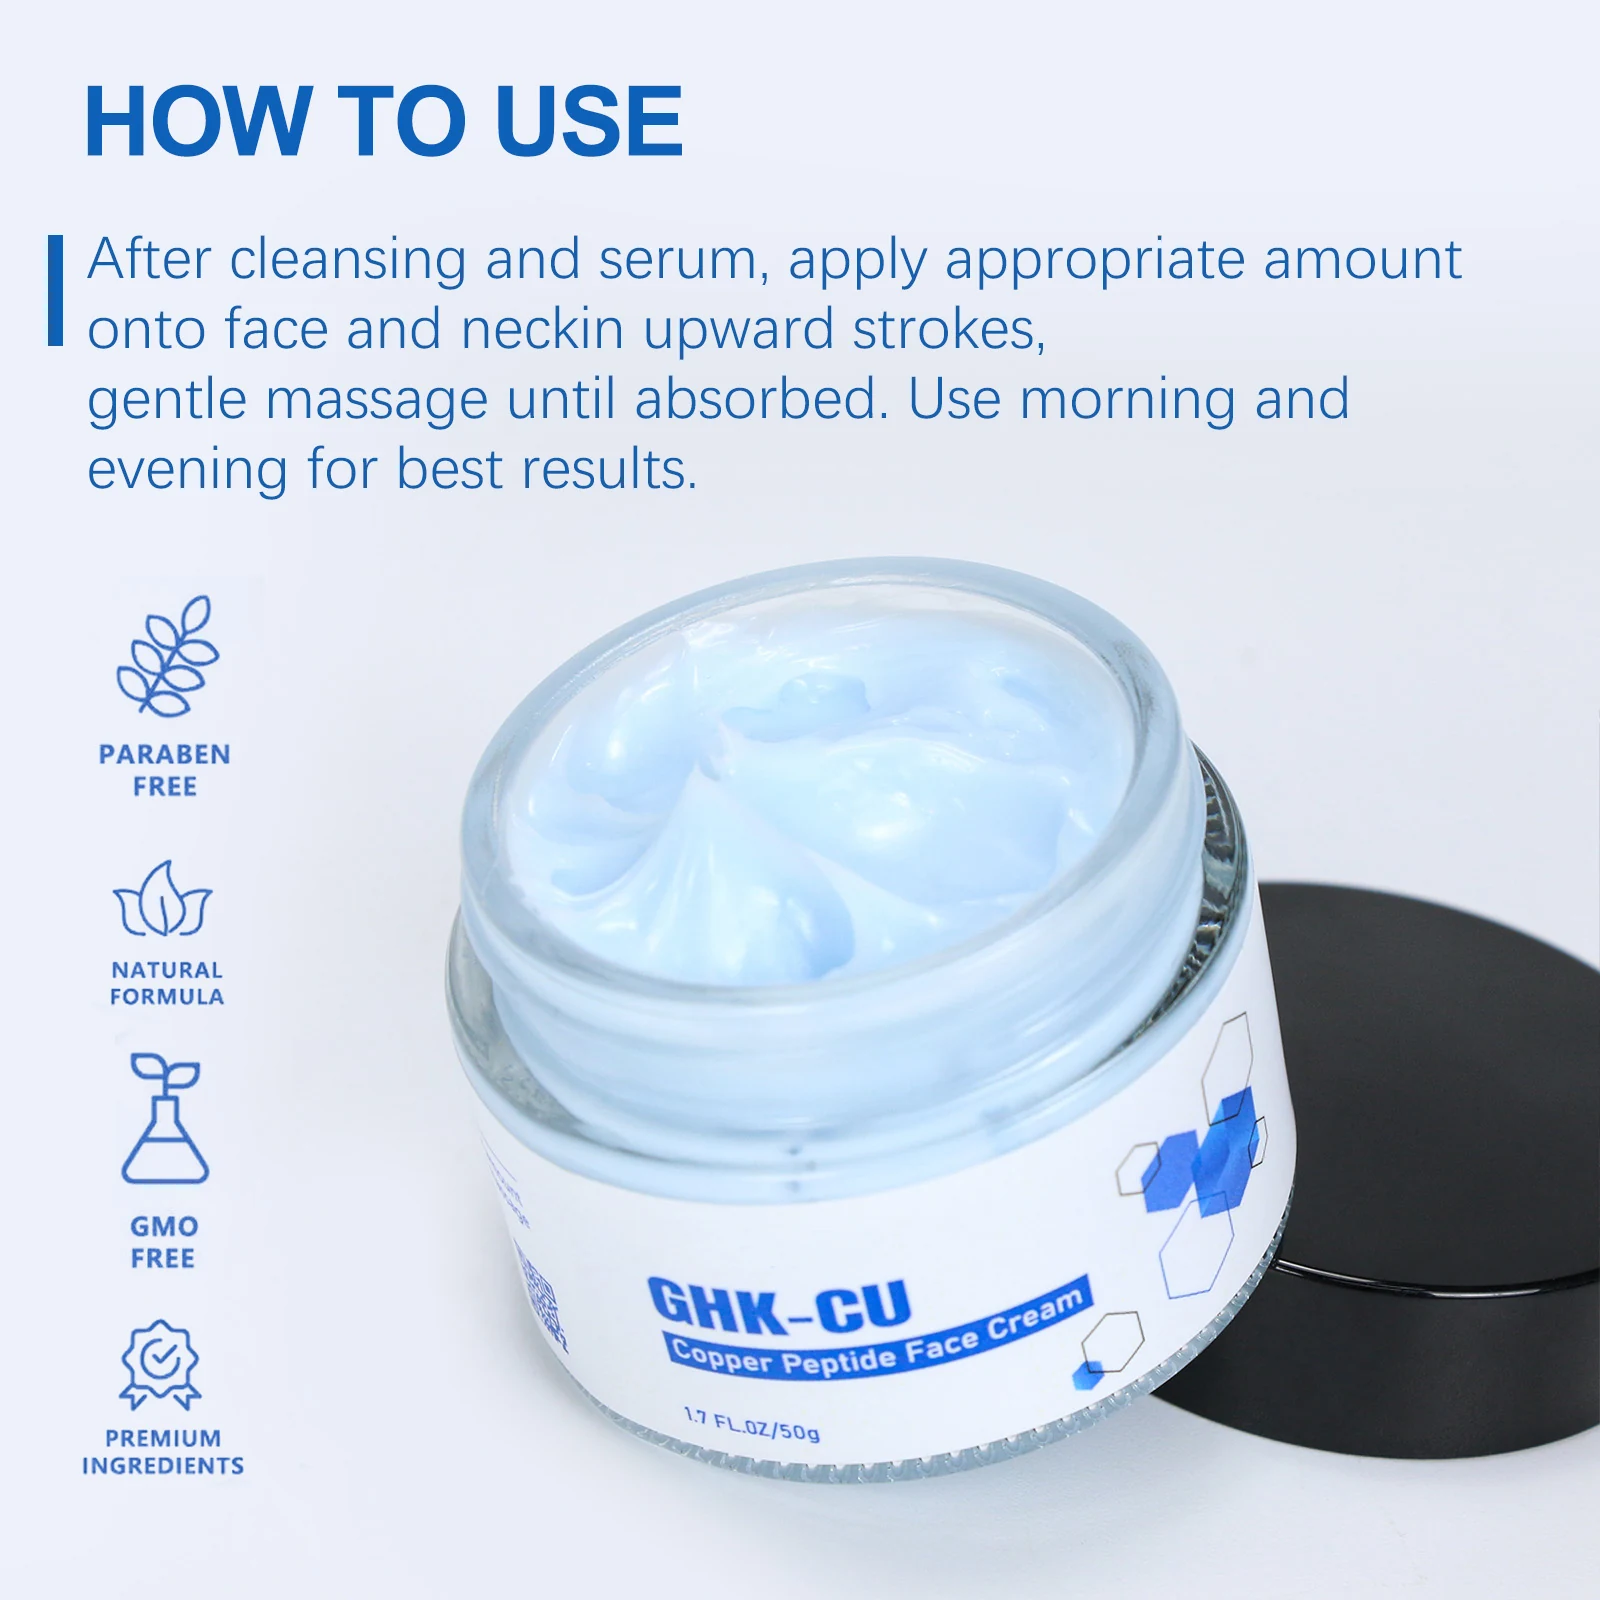 HOW TO USE
After cleansing and serum, apply appropriate amount
onto face and neckin upward strokes,
gentle massage until absorbed. Use morning and
evening for best results.
PARABEN
FREE
NATURAL
FORMULA
GMO
FREE
PREMIUM
INGREDIENTS
GHK-CU
Copper Peptide Face Cream
1.7 FL.OZ/50g